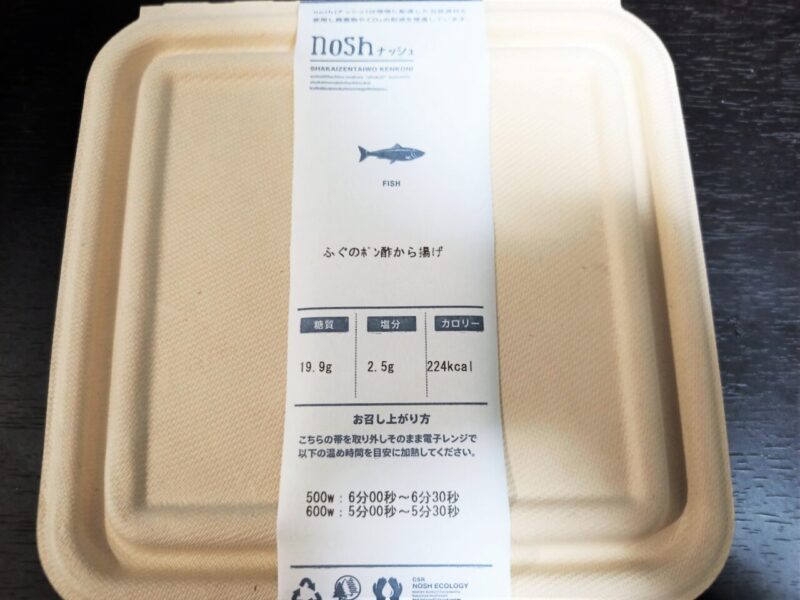 nosh ナッシュ
SHAKAIZENTAIWO KENKONI
FISH
ふぐのﾎﾟﾝ酢から揚げ
糖質 塩分 カロリー
19.9g 2.5g 224kcal
お召し上がり方
こちらの帯を取り外しそのまま電子レンジで
以下の温め時間を目安に加熱してください。
500w：6分00秒～6分30秒
600w：5分00秒～5分30秒
CSR
NOSH ECOLOGY